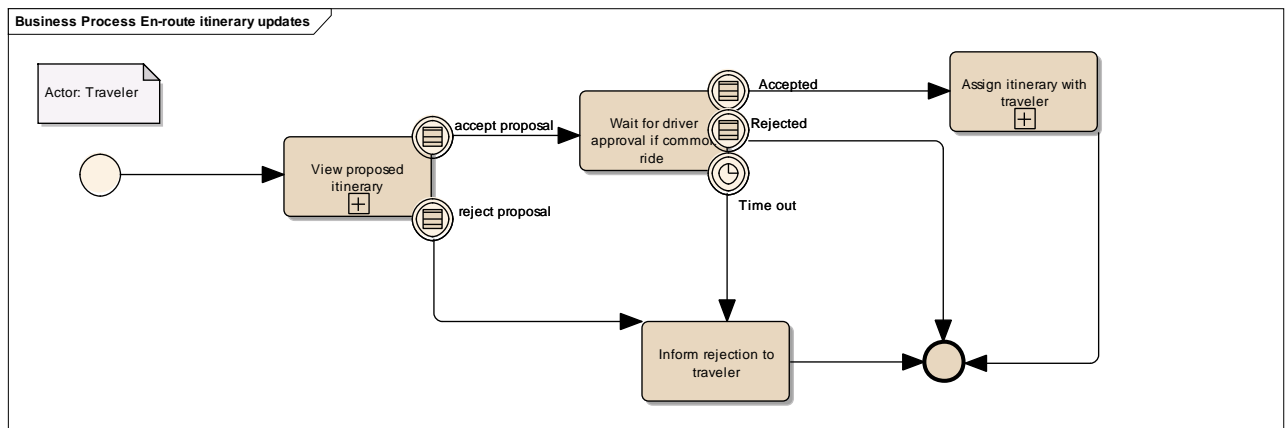 Business Process En-route itinerary updates
Actor: Traveler
View proposed
itinerary
accept proposal
reject proposal
Wait for driver
approval if common
ride
Accepted
Rejected
Time out
Assign itinerary with
traveler
Inform rejection to
traveler